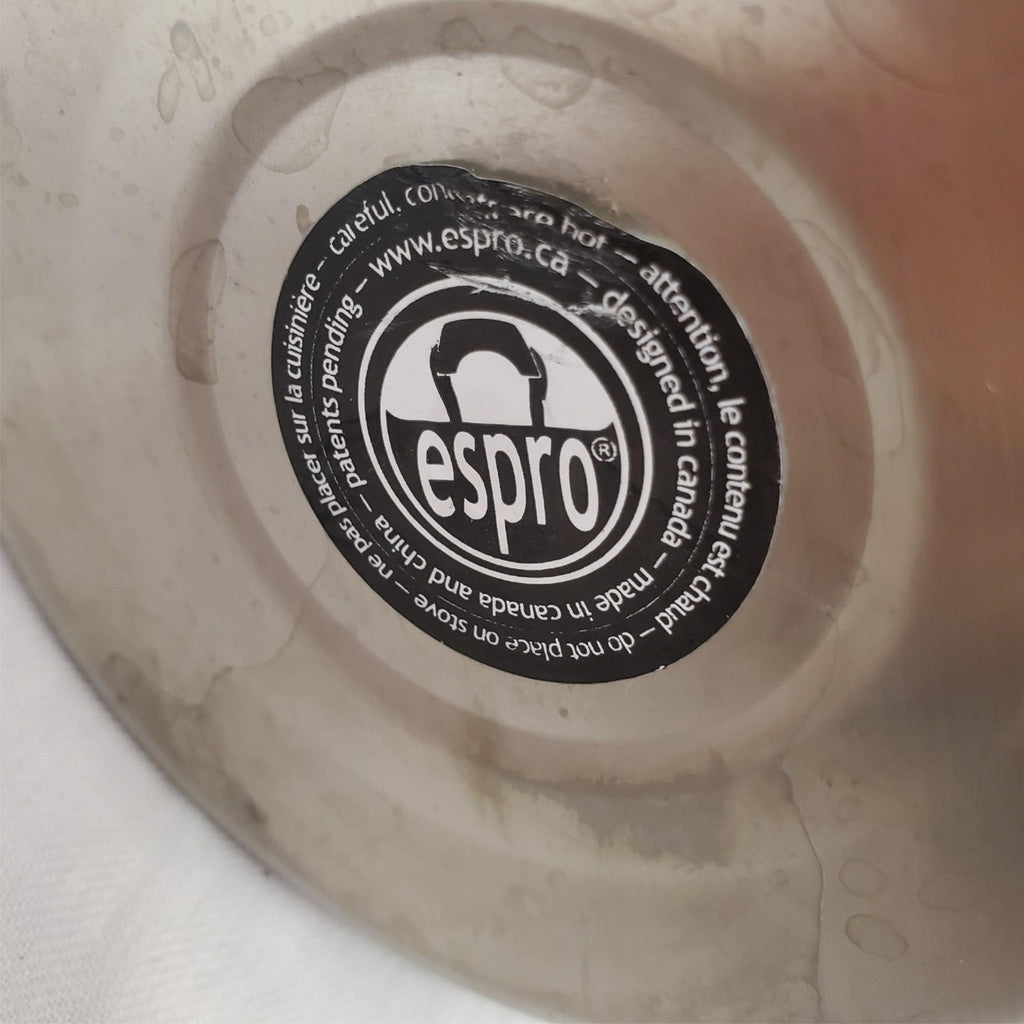 careful. contents are hot – attention, le contenu est chaud – do not place on stove – ne pas placer sur la cuisinière –
www.espro.ca – designed in canada – made in canada and china – patents pending –
espro®